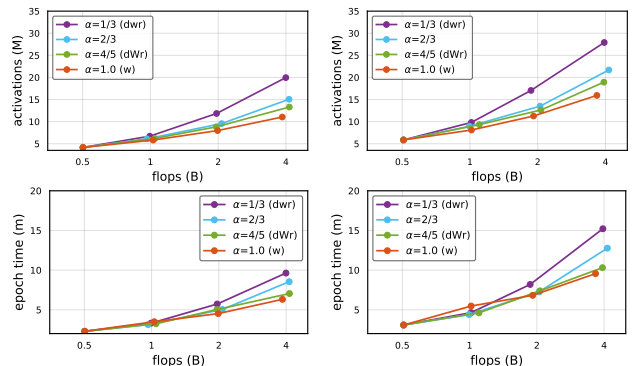 35
30
25
20
15
10
5
activations (M)
α=1/3 (dwr)
α=2/3
α=4/5 (dWr)
α=1.0 (w)
0.5
1
2
4
flops (B)
35
30
25
20
15
10
5
activations (M)
α=1/3 (dwr)
α=2/3
α=4/5 (dWr)
α=1.0 (w)
0.5
1
2
4
flops (B)
20
15
10
5
epoch time (m)
α=1/3 (dwr)
α=2/3
α=4/5 (dWr)
α=1.0 (w)
0.5
1
2
4
flops (B)
20
15
10
5
epoch time (m)
α=1/3 (dwr)
α=2/3
α=4/5 (dWr)
α=1.0 (w)
0.5
1
2
4
flops (B)